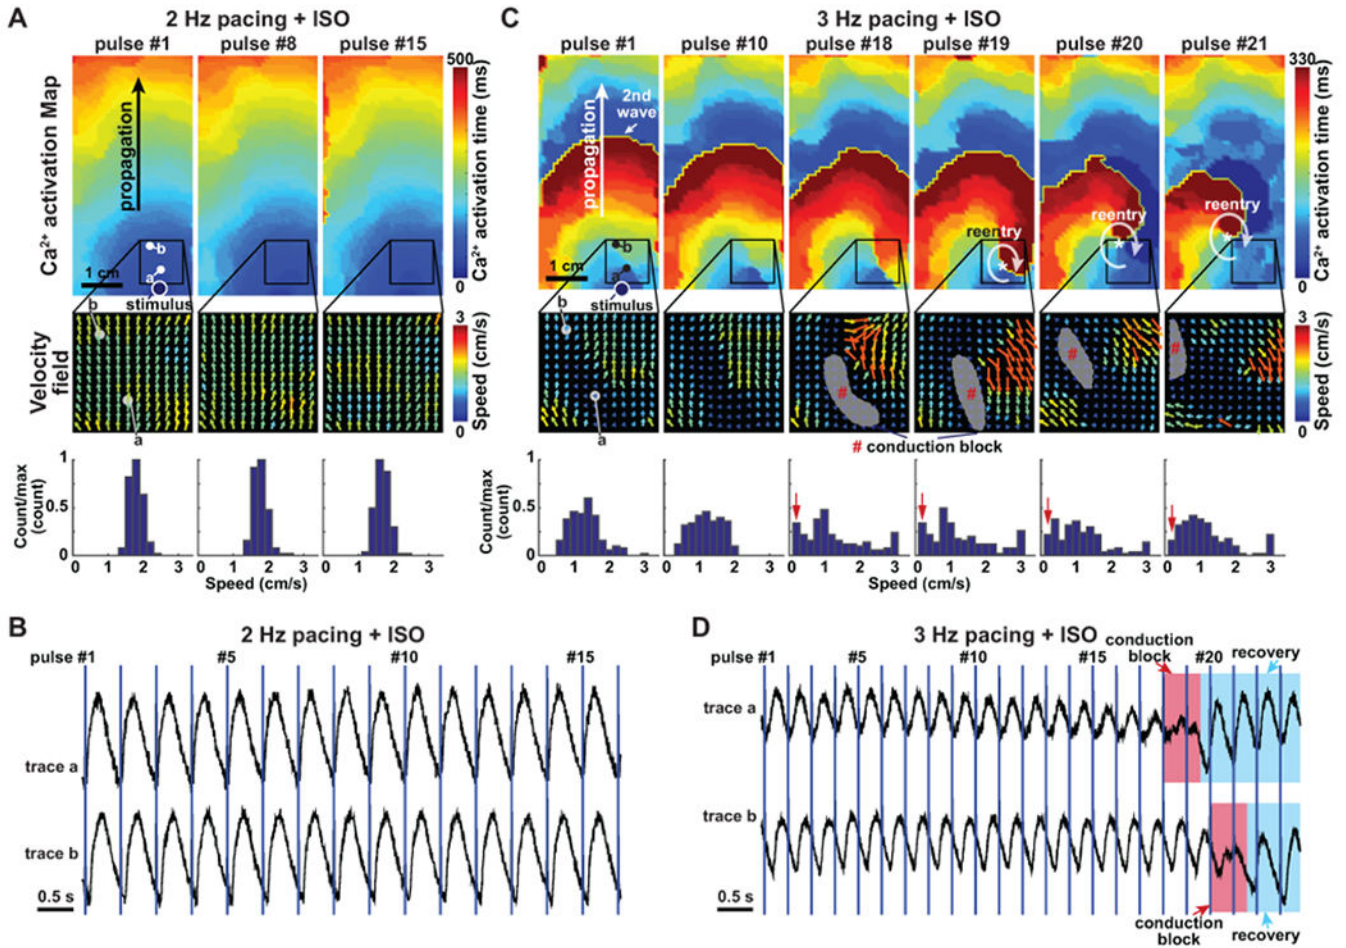 A
2 Hz pacing + ISO
pulse #1 pulse #8 pulse #15
Ca²⁺ activation Map
propagation
b
a
1 cm
stimulus
500
0
Ca²⁺ activation time (ms)
Velocity field
b
a
3
0
Speed (cm/s)
Count/max (count)
1
0.5
0
0 1 2 3 0 1 2 3 0 1 2 3
Speed (cm/s)
C
3 Hz pacing + ISO
pulse #1 pulse #10 pulse #18 pulse #19 pulse #20 pulse #21
propagation
2nd wave
b
a
1 cm
stimulus
reentry
*
reentry
*
reentry
*
330
0
Ca²⁺ activation time (ms)
b
a
#
#
#
#
# conduction block
3
0
Speed (cm/s)
Count/max (count)
1
0.5
0
0 1 2 3 0 1 2 3 0 1 2 3 0 1 2 3 0 1 2 3 0 1 2 3
Speed (cm/s)
B
2 Hz pacing + ISO
pulse #1 #5 #10 #15
trace a
trace b
0.5 s
D
3 Hz pacing + ISO
pulse #1 #5 #10 #15 #20
conduction block
recovery
trace a
trace b
0.5 s
conduction block
recovery